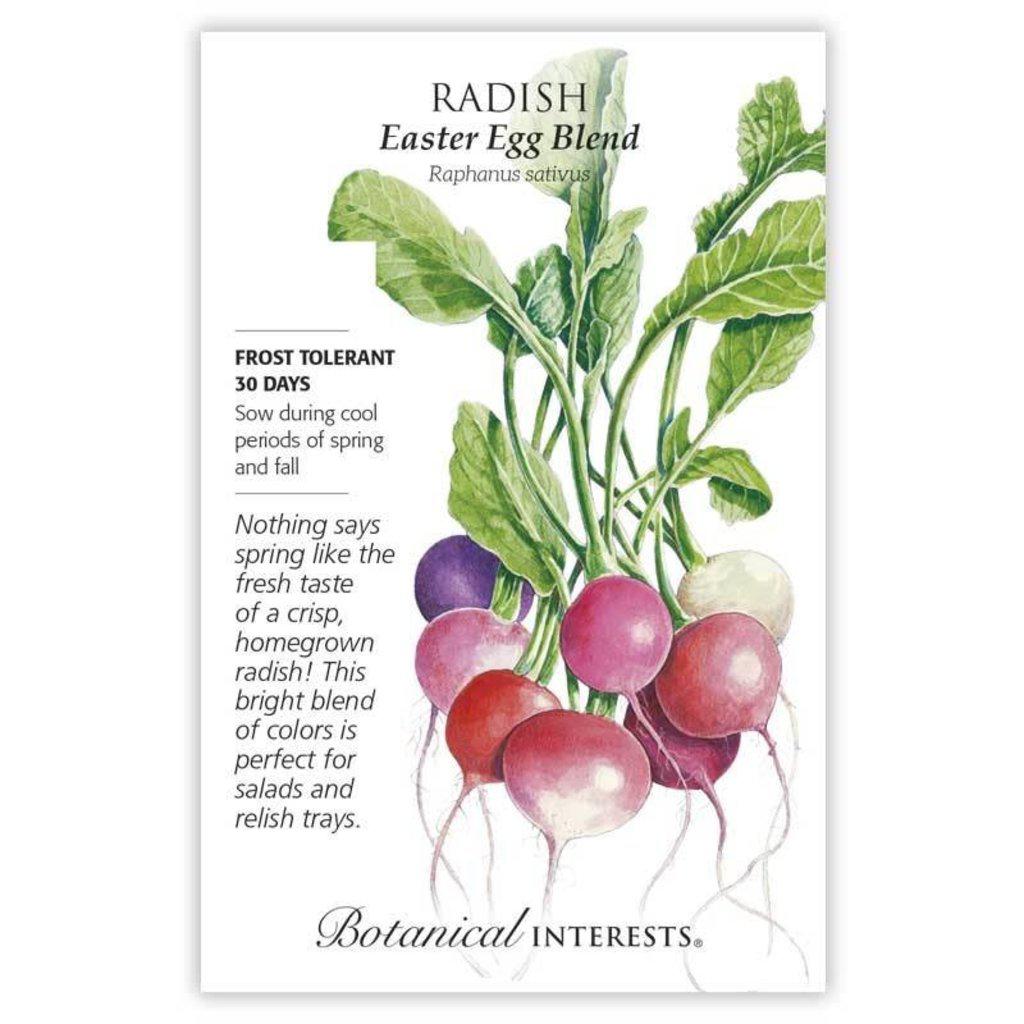 RADISH
Easter Egg Blend
Raphanus sativus
FROST TOLERANT
30 DAYS
Sow during cool
periods of spring
and fall
Nothing says
spring like the
fresh taste
of a crisp,
homegrown
radish! This
bright blend
of colors is
perfect for
salads and
relish trays.
Botanical INTERESTS®